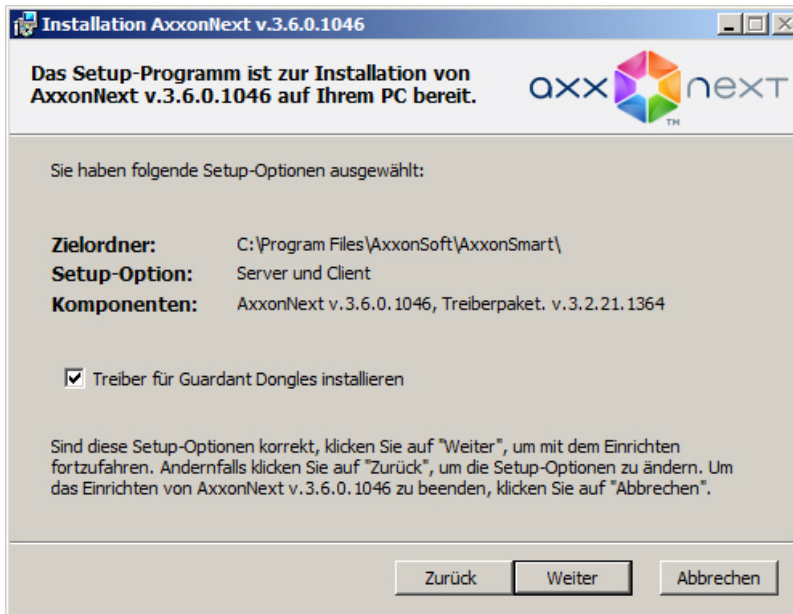 Installation AxxonNext v.3.6.0.1046
Das Setup-Programm ist zur Installation von
AxxonNext v.3.6.0.1046 auf Ihrem PC bereit.
axx next
TM
Sie haben folgende Setup-Optionen ausgewählt:
Zielordner: C:\Program Files\AxxonSoft\AxxonSmart\
Setup-Option: Server und Client
Komponenten: AxxonNext v.3.6.0.1046, Treiberpaket. v.3.2.21.1364
Treiber für Guardant Dongles installieren
Sind diese Setup-Optionen korrekt, klicken Sie auf "Weiter", um mit dem Einrichten
fortzufahren. Andernfalls klicken Sie auf "Zurück", um die Setup-Optionen zu ändern. Um
das Einrichten von AxxonNext v.3.6.0.1046 zu beenden, klicken Sie auf "Abbrechen".
Zurück Weiter Abbrechen